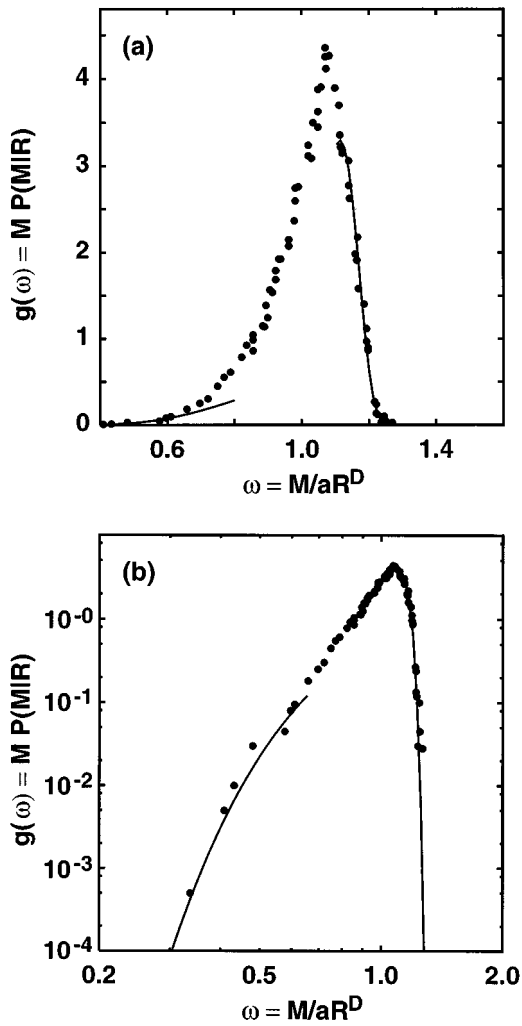 (a)
4
3
2
1
0
g(ω) = M P(M|R)
0.6 1.0 1.4
ω = M/aR^D
(b)
10^-0
10^-1
10^-2
10^-3
10^-4
g(ω) = M P(M|R)
0.2 0.5 1.0 2.0
ω = M/aR^D